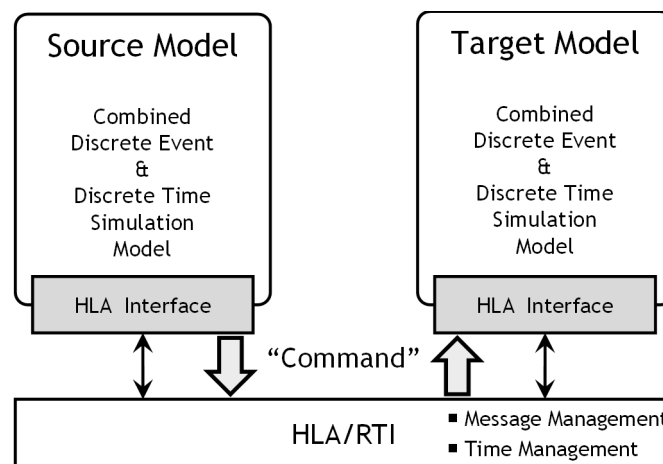 Source Model
Combined
Discrete Event
&
Discrete Time
Simulation
Model
HLA Interface
Target Model
Combined
Discrete Event
&
Discrete Time
Simulation
Model
HLA Interface
“Command”
HLA/RTI
▪ Message Management
▪ Time Management